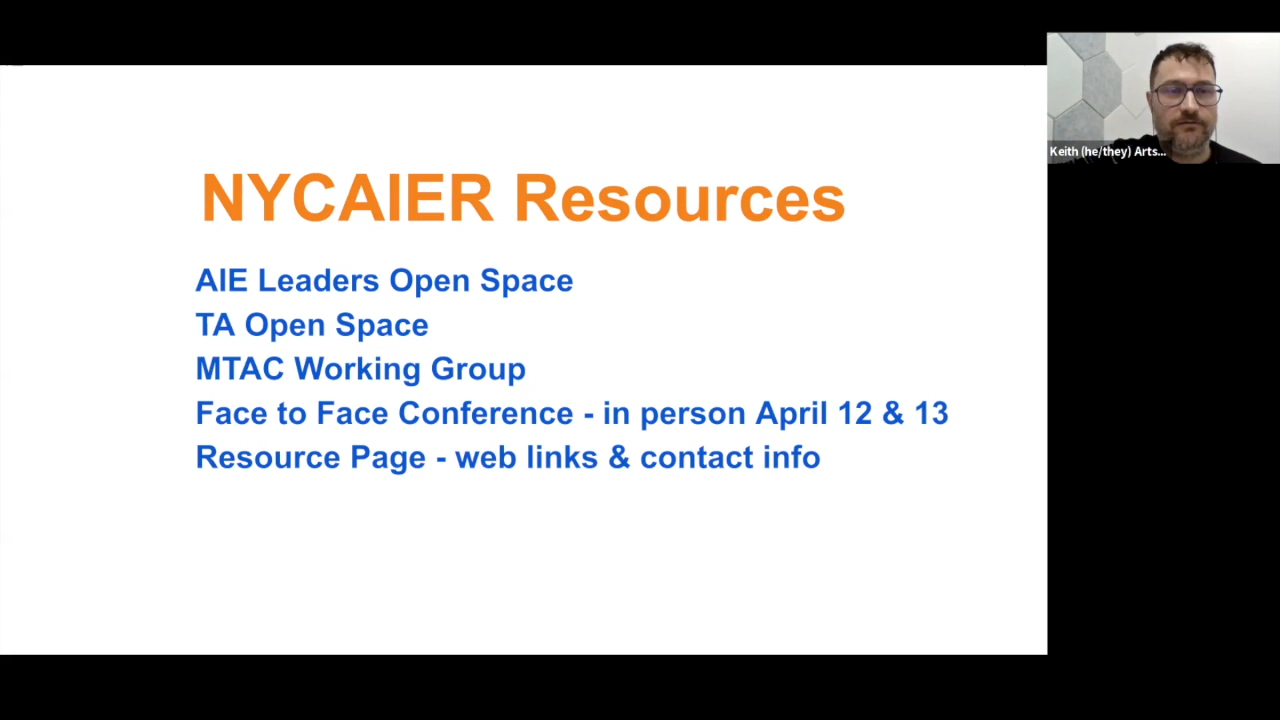 NYCAIER Resources
AIE Leaders Open Space
TA Open Space
MTAC Working Group
Face to Face Conference - in person April 12 & 13
Resource Page - web links & contact info
Keith (he/they) Arts...